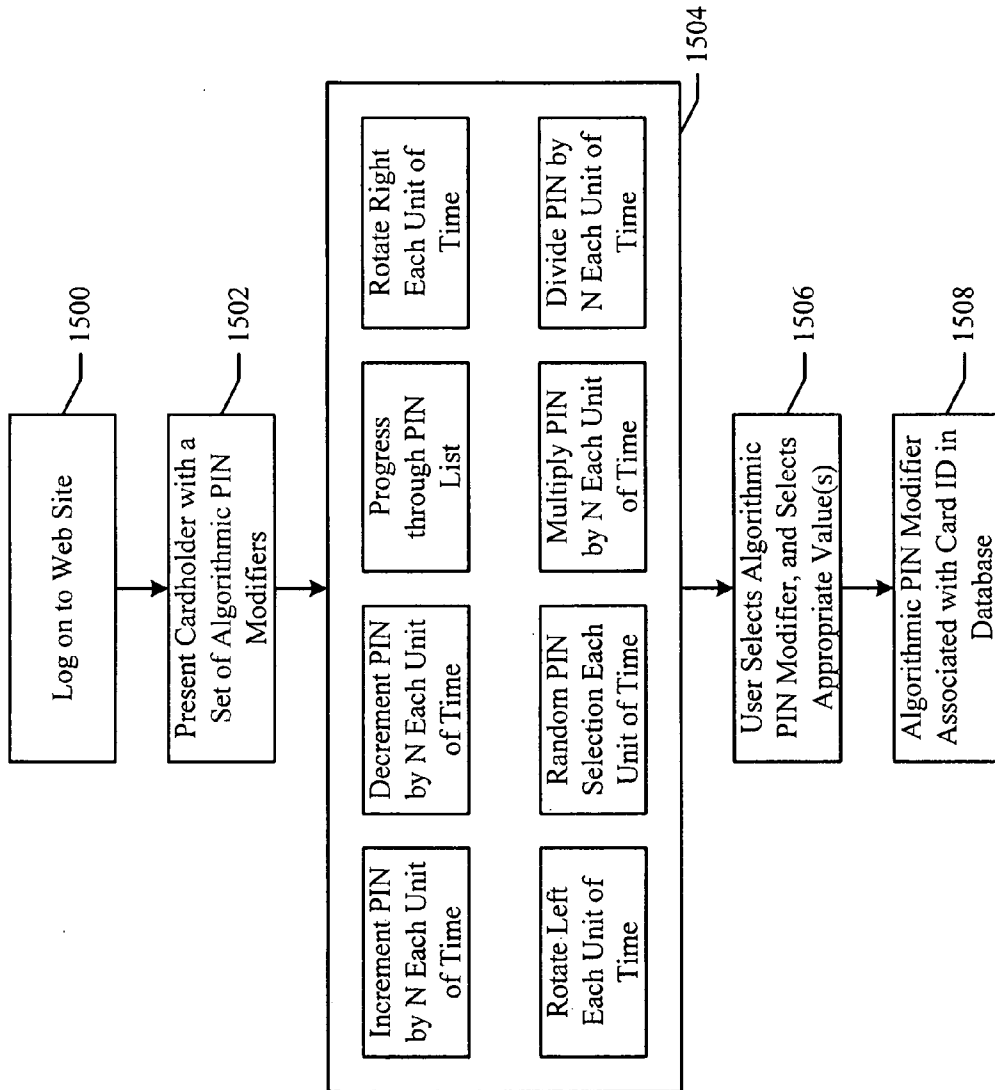 Log on to Web Site
1500
Present Cardholder with a
Set of Algorithmic PIN
Modifiers
1502
Increment PIN
by N Each Unit
of Time
Decrement PIN
by N Each Unit
of Time
Progress
through PIN
List
Rotate Right
Each Unit of
Time
Rotate Left
Each Unit of
Time
Random PIN
Selection Each
Unit of Time
Multiply PIN
by N Each Unit
of Time
Divide PIN by
N Each Unit of
Time
1504
User Selects Algorithmic
PIN Modifier, and Selects
Appropriate Value(s)
1506
Algorithmic PIN Modifier
Associated with Card ID in
Database
1508